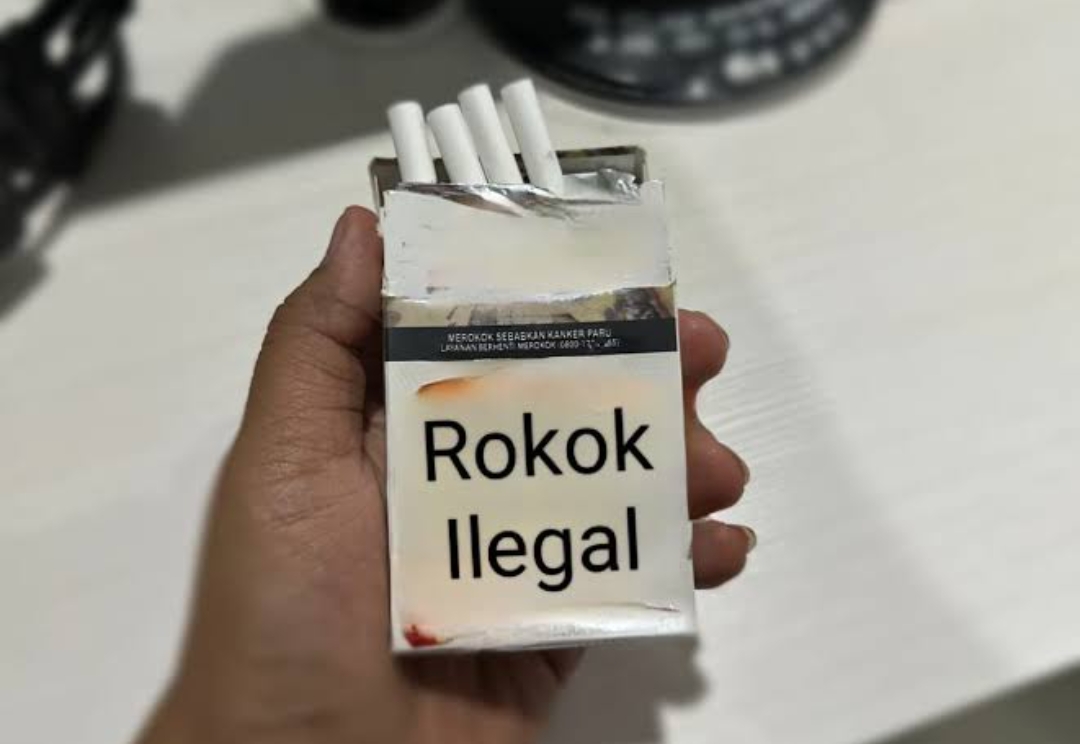 MEROKOK SEBABKAN KANKER PARU
LAYANAN BERHENTI MEROKOK
Rokok
Ilegal